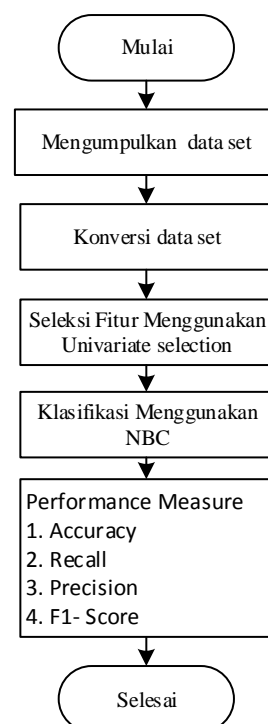 Mulai
Mengumpulkan data set
Konversi data set
Seleksi Fitur Menggunakan
Univariate selection
Klasifikasi Menggunakan
NBC
Performance Measure
1. Accuracy
2. Recall
3. Precision
4. F1- Score
Selesai